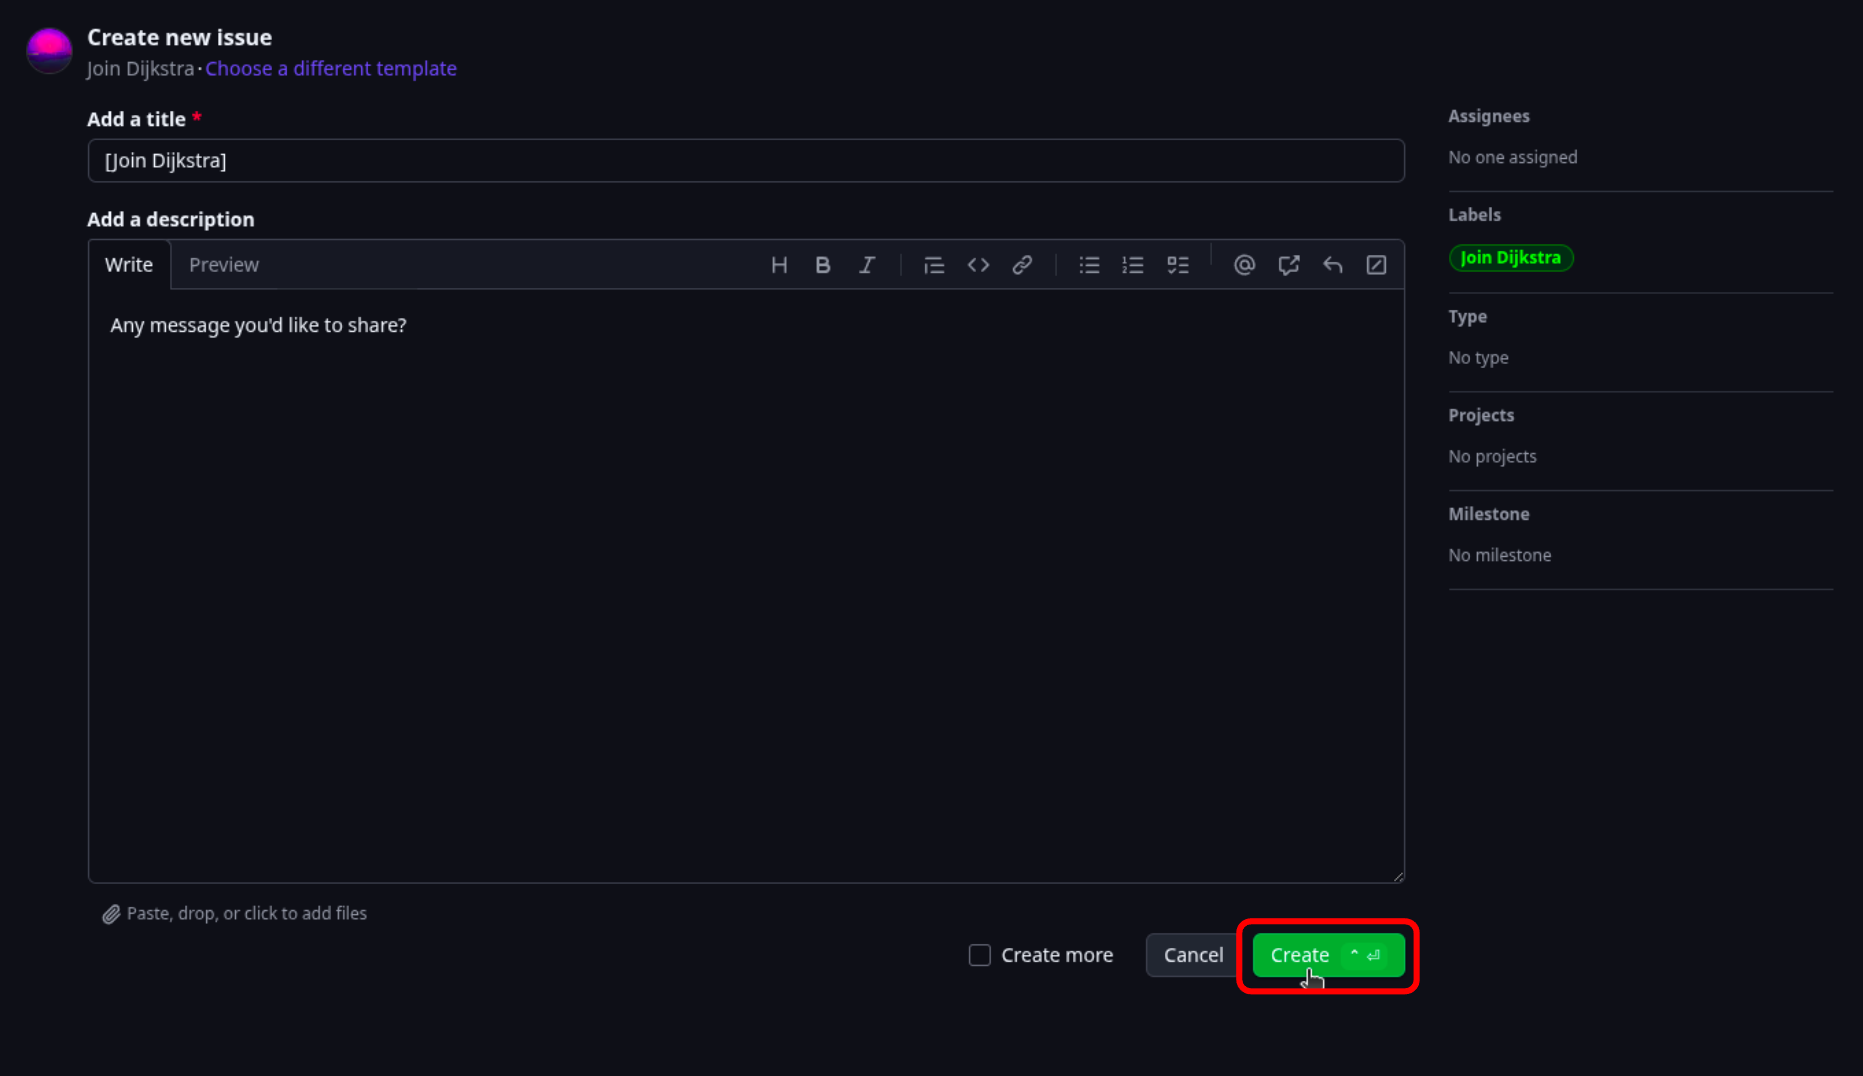 Create new issue
Join Dijkstra · Choose a different template
Add a title *
[Join Dijkstra]
Add a description
Write Preview
Any message you'd like to share?
Paste, drop, or click to add files
Create more Cancel Create
Assignees
No one assigned
Labels
Join Dijkstra
Type
No type
Projects
No projects
Milestone
No milestone